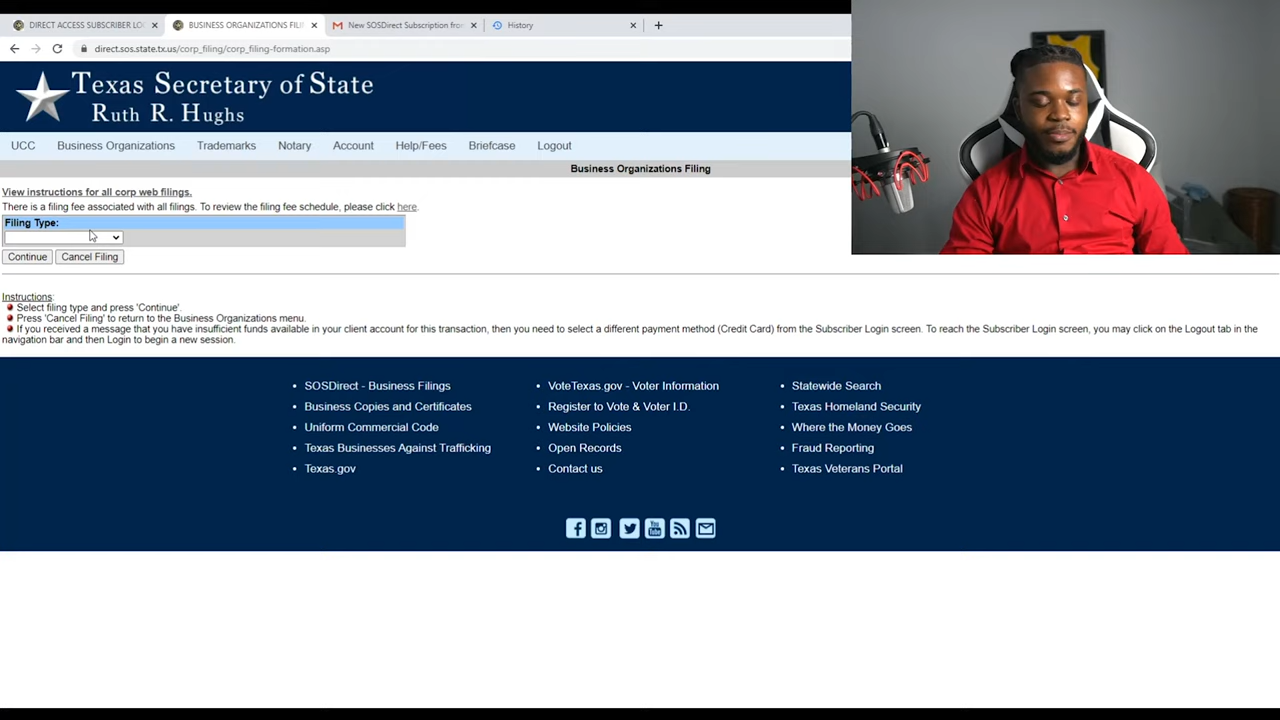 DIRECT ACCESS SUBSCRIBER LO
BUSINESS ORGANIZATIONS FILI
New SOSDirect Subscription from
History
direct.sos.state.tx.us/corp_filing/corp_filing-formation.asp
Texas Secretary of State
Ruth R. Hughs
UCC Business Organizations Trademarks Notary Account Help/Fees Briefcase Logout
Business Organizations Filing
View instructions for all corp web filings.
There is a filing fee associated with all filings. To review the filing fee schedule, please click here.
Filing Type:
Continue Cancel Filing
Instructions:
Select filing type and press 'Continue'.
Press 'Cancel Filing' to return to the Business Organizations menu.
If you received a message that you have insufficient funds available in your client account for this transaction, then you need to select a different payment method (Credit Card) from the Subscriber Login screen. To reach the Subscriber Login screen, you may click on the Logout tab in the
navigation bar and then Login to begin a new session.
SOSDirect - Business Filings
Business Copies and Certificates
Uniform Commercial Code
Texas Businesses Against Trafficking
Texas.gov
VoteTexas.gov - Voter Information
Register to Vote & Voter I.D.
Website Policies
Open Records
Contact us
Statewide Search
Texas Homeland Security
Where the Money Goes
Fraud Reporting
Texas Veterans Portal
You
Tube